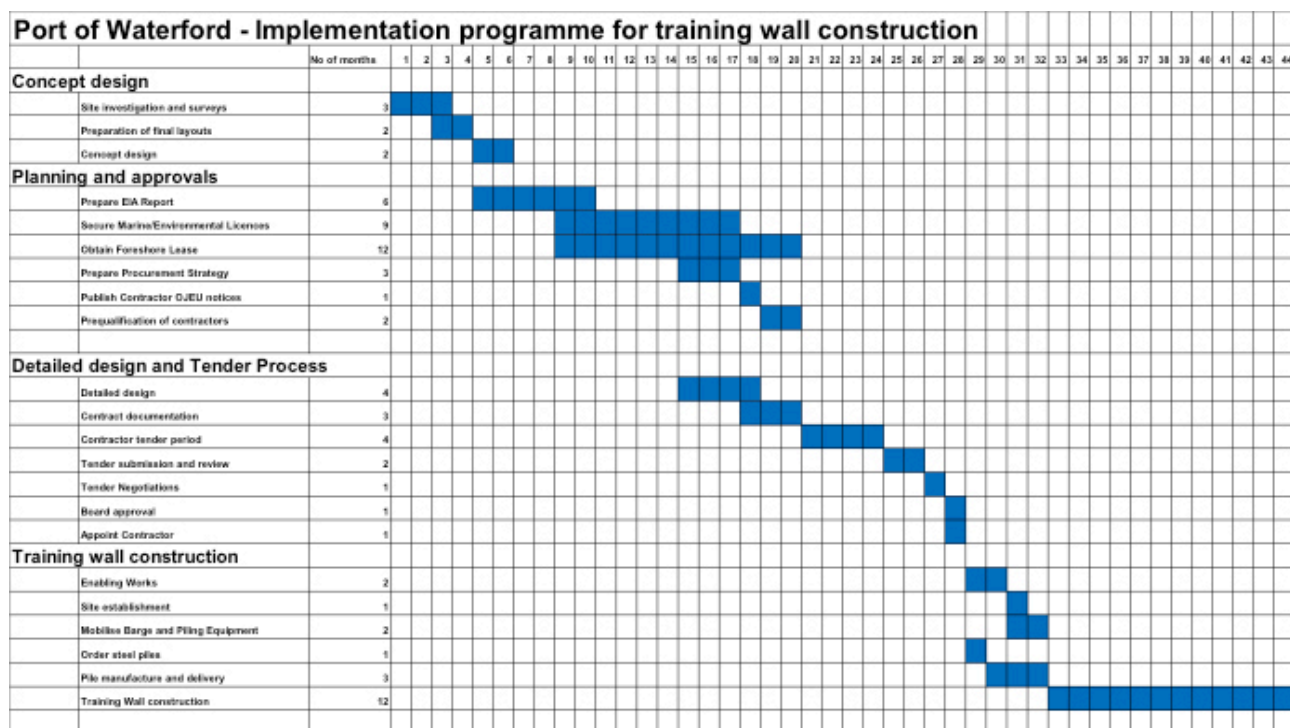 Port of Waterford - Implementation programme for training wall construction
No of months 1 2 3 4 5 6 7 8 9 10 11 12 13 14 15 16 17 18 19 20 21 22 23 24 25 26 27 28 29 30 31 32 33 34 35 36 37 38 39 40 41 42 43 44
Concept design
Site investigation and surveys 3
Preparation of final layouts 2
Concept design 2
Planning and approvals
Prepare EIA Report 6
Secure Marine/Environmental Licences 9
Obtain Foreshore Lease 12
Prepare Procurement Strategy 3
Publish Contractor OJEU notices 1
Prequalification of contractors 2
Detailed design and Tender Process
Detailed design 4
Contract documentation 3
Contractor tender period 4
Tender submission and review 2
Tender Negotiations 1
Board approval 1
Appoint Contractor 1
Training wall construction
Enabling Works 2
Site establishment 1
Mobilise Barge and Piling Equipment 2
Order steel piles 1
Pile manufacture and delivery 3
Training Wall construction 12